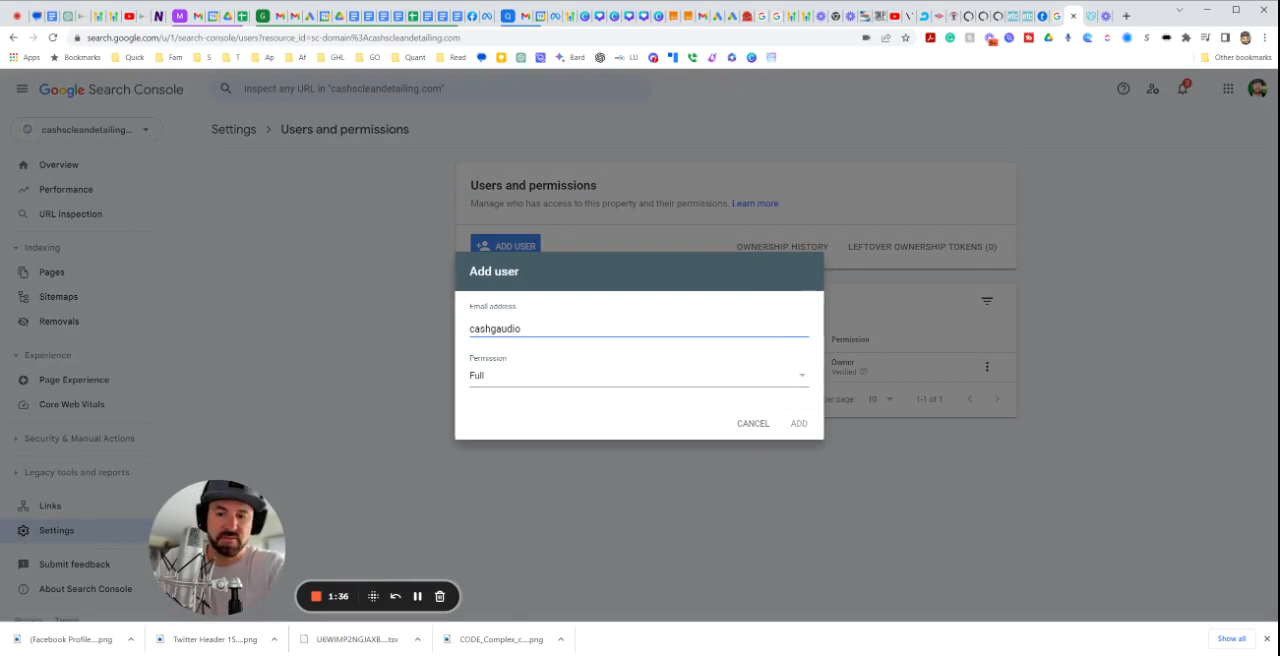 search.google.com/u/1/search-console/users?resource_id=sc-domain%3Acashscleandetailing.com
Apps
Bookmarks
Quick
Fam
S
T
Ap
Af
GHL
GO
Quant
Read
Bard
LU
Other bookmarks
Google Search Console
Inspect any URL in "cashscleandetailing.com"
cashscleandetailing...
Settings > Users and permissions
Overview
Performance
URL inspection
Indexing
Pages
Sitemaps
Removals
Experience
Page Experience
Core Web Vitals
Security & Manual Actions
Legacy tools and reports
Links
Settings
Submit feedback
About Search Console
Privacy Terms
Users and permissions
Manage who has access to this property and their permissions. Learn more
ADD USER
OWNERSHIP HISTORY
LEFTOVER OWNERSHIP TOKENS (0)
Add user
Email address
cashgaudio
Permission
Full
CANCEL
ADD
Permission
Owner
Verified
per page: 10
1-1 of 1
1:36
(Facebook Profile....png
Twitter Header 15....png
U6WIMP2NGJAXB....tsv
CODE_Complex_c....png
Show all